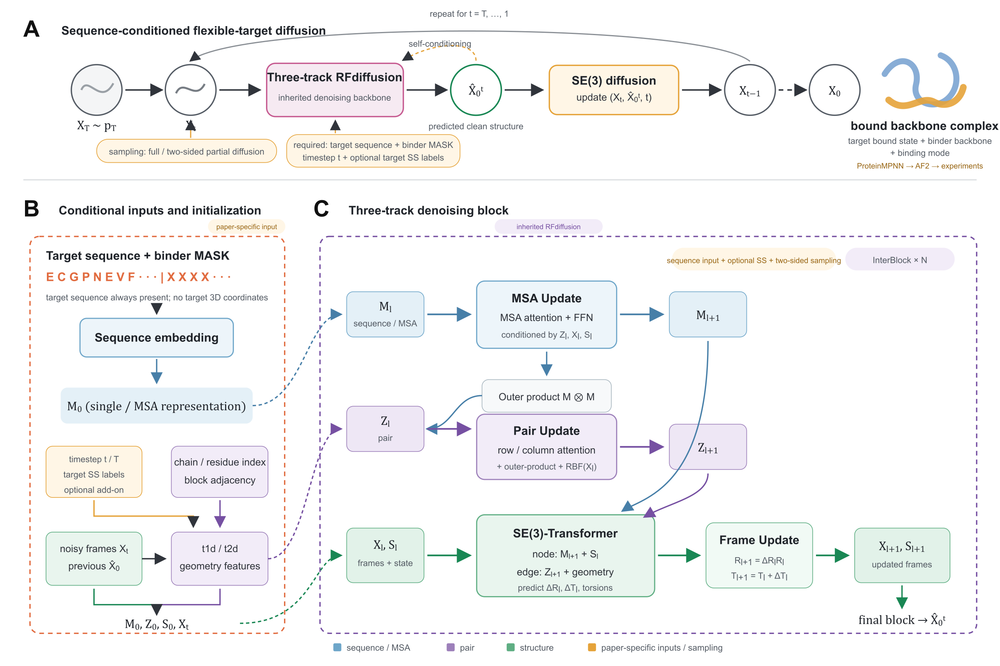 repeat for t = T, …, 1
A
Sequence-conditioned flexible-target diffusion
self-conditioning
Three-track RFdiffusion
inherited denoising backbone
X̂₀ᵗ
SE(3) diffusion
update (Xₜ, X̂₀ᵗ, t)
Xₜ₋₁
X₀
X_T ~ p_T
Xₜ
predicted clean structure
bound backbone complex
target bound state + binder backbone
+ binding mode
ProteinMPNN → AF2 → experiments
sampling: full / two-sided partial diffusion
required: target sequence + binder MASK
timestep t + optional target SS labels
B
Conditional inputs and initialization
paper-specific input
Target sequence + binder MASK
E C G P N E V F · · · | X X X X · · ·
target sequence always present; no target 3D coordinates
Sequence embedding
M₀ (single / MSA representation)
timestep t / T
target SS labels
optional add-on
chain / residue index
block adjacency
noisy frames Xₜ
previous X̂₀
t1d / t2d
geometry features
M₀, Z₀, S₀, Xₜ
C
Three-track denoising block
inherited RFdiffusion
sequence input + optional SS + two-sided sampling
InterBlock × N
Mₗ
sequence / MSA
MSA Update
MSA attention + FFN
conditioned by Zₗ, Xₗ, Sₗ
Mₗ₊₁
Outer product M ⊗ M
Zₗ
pair
Pair Update
row / column attention
+ outer-product + RBF(Xₗ)
Zₗ₊₁
Xₗ, Sₗ
frames + state
SE(3)-Transformer
node: Mₗ₊₁ + Sₗ
edge: Zₗ₊₁ + geometry
predict ΔRₗ, ΔTₗ, torsions
Frame Update
Rₗ₊₁ = ΔRₗRₗ
Tₗ₊₁ = Tₗ + ΔTₗ
Xₗ₊₁, Sₗ₊₁
updated frames
final block → X̂₀ᵗ
sequence / MSA
pair
structure
paper-specific inputs / sampling